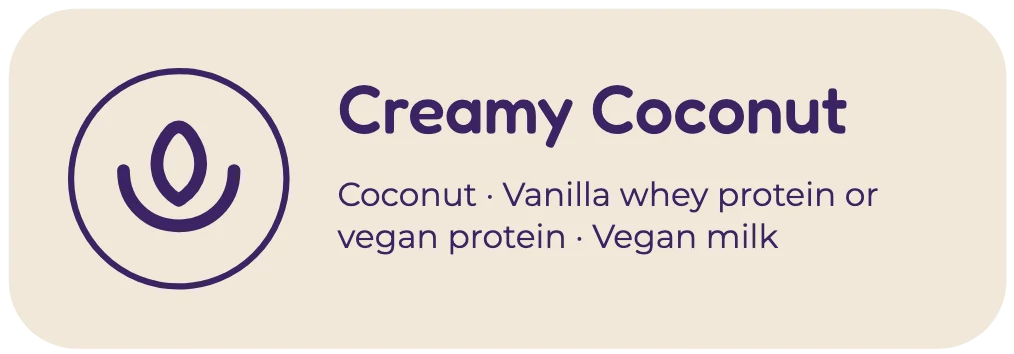 Creamy Coconut
Coconut · Vanilla whey protein or
vegan protein · Vegan milk